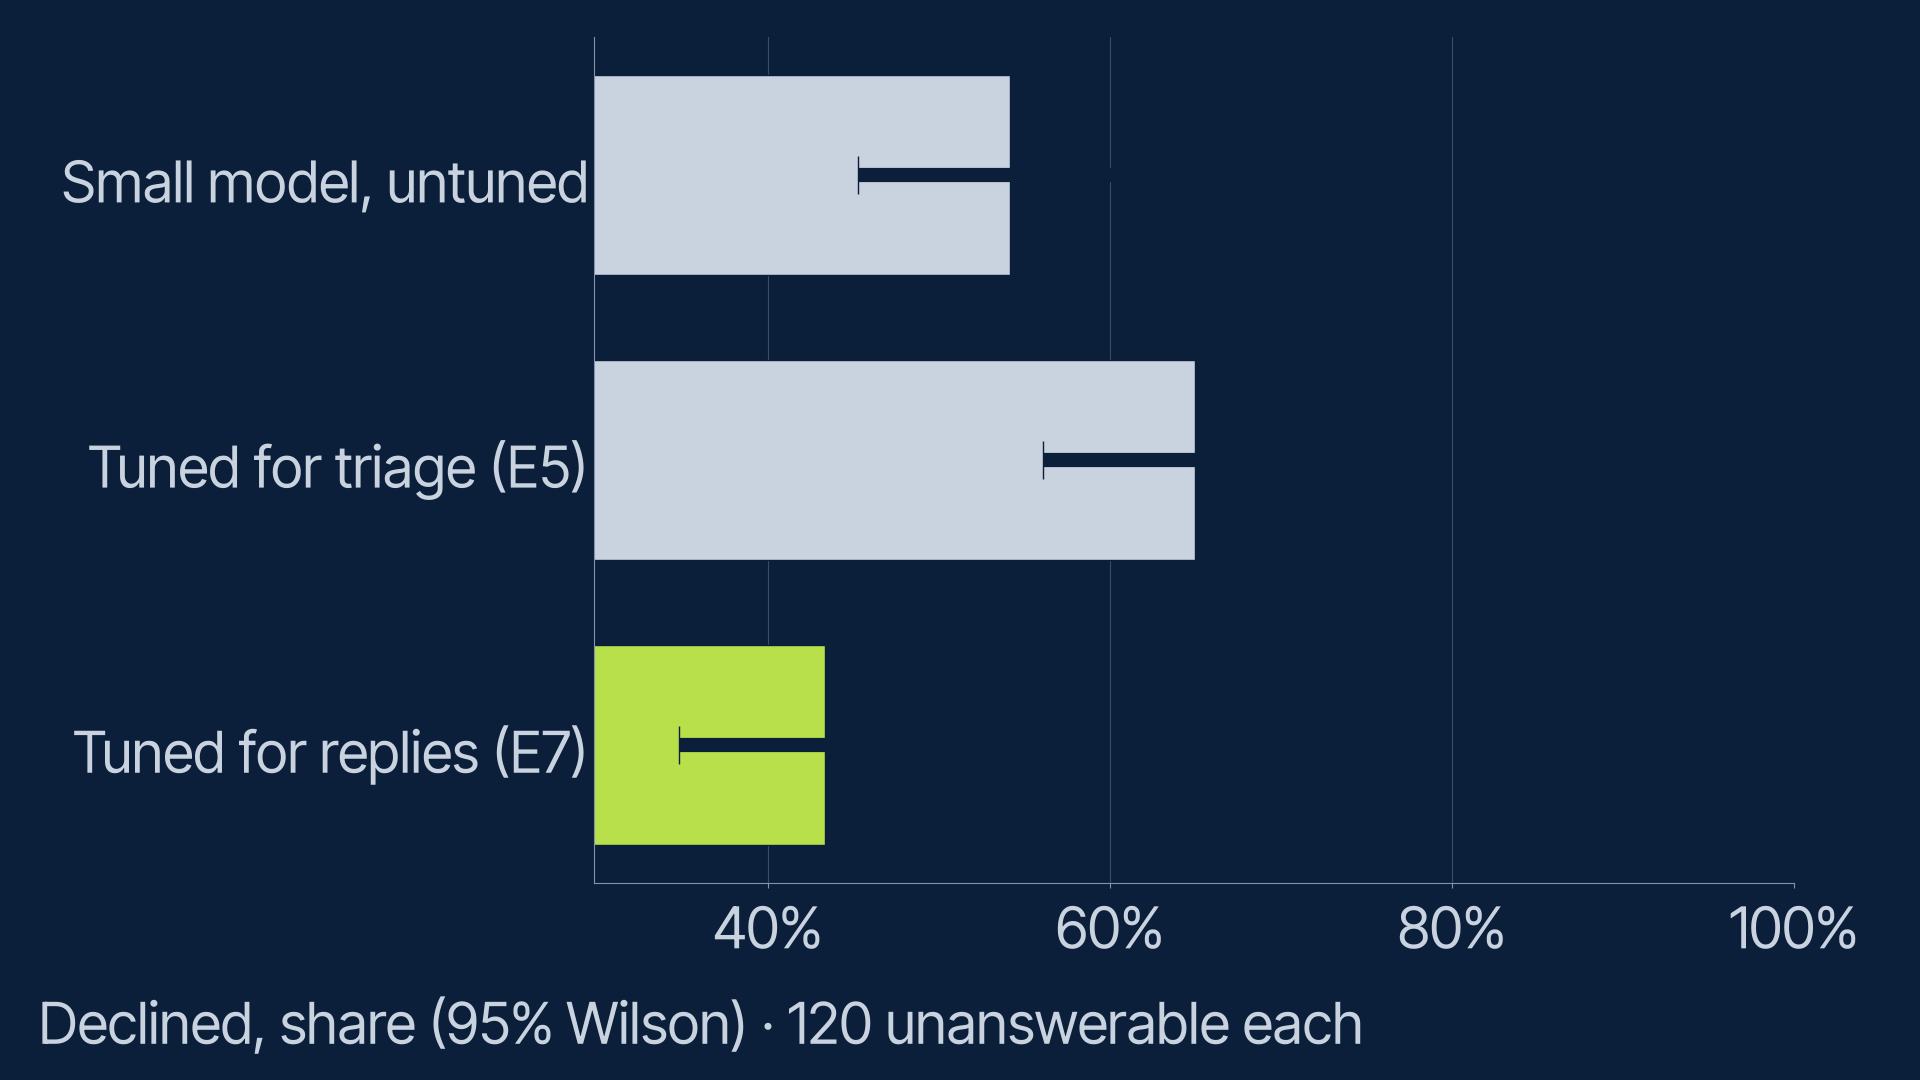 Small model, untuned
Tuned for triage (E5)
Tuned for replies (E7)
40% 60% 80% 100%
Declined, share (95% Wilson) · 120 unanswerable each